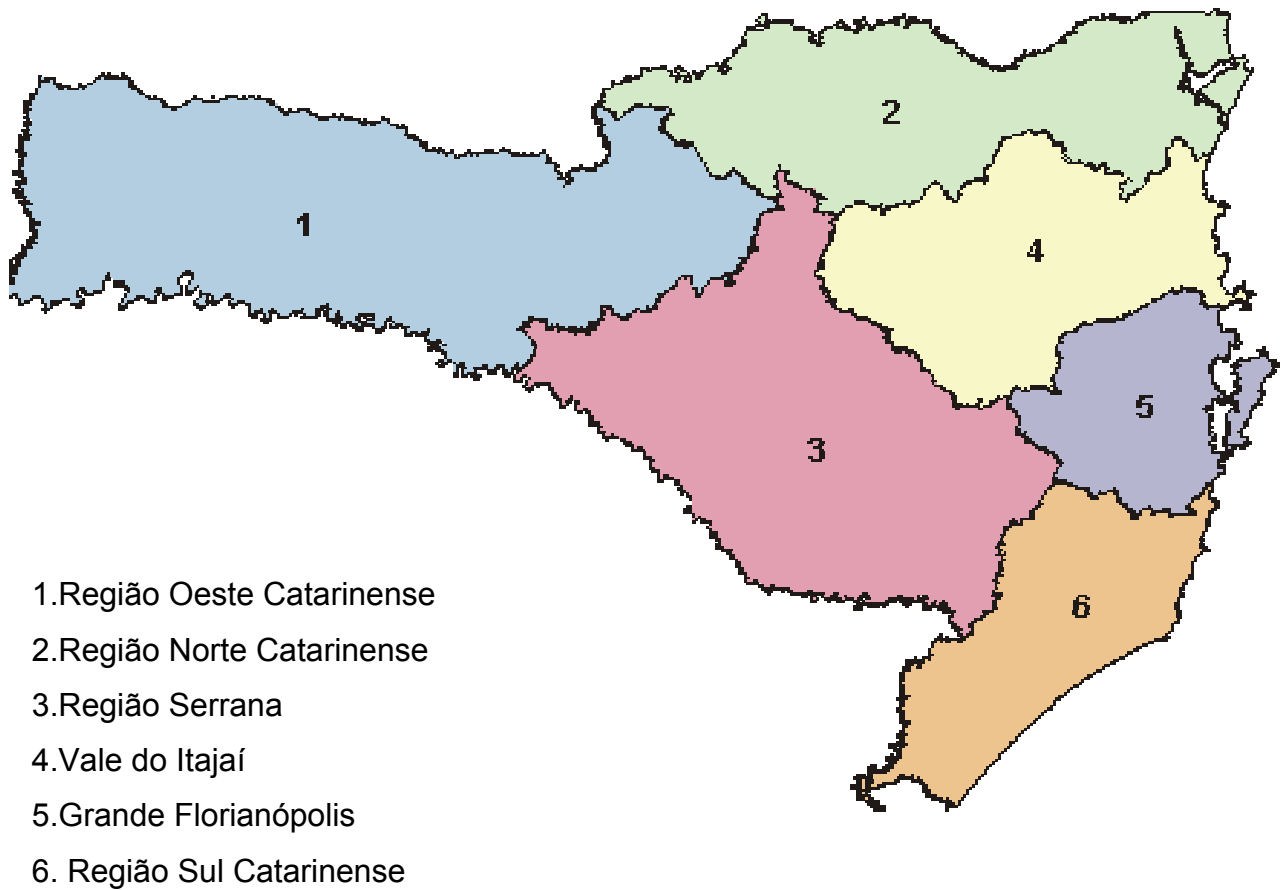 2
1
4
5
3
6
1.Região Oeste Catarinense
2.Região Norte Catarinense
3.Região Serrana
4.Vale do Itajaí
5.Grande Florianópolis
6. Região Sul Catarinense